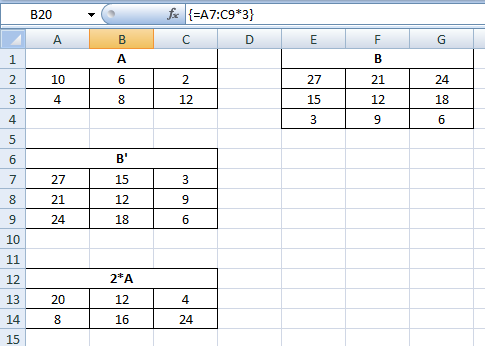 B20 fx {=A7:C9*3}
A B C D E F G
1 A B
2 10 6 2 27 21 24
3 4 8 12 15 12 18
4 3 9 6
5
6 B'
7 27 15 3
8 21 12 9
9 24 18 6
10
11
12 2*A
13 20 12 4
14 8 16 24
15